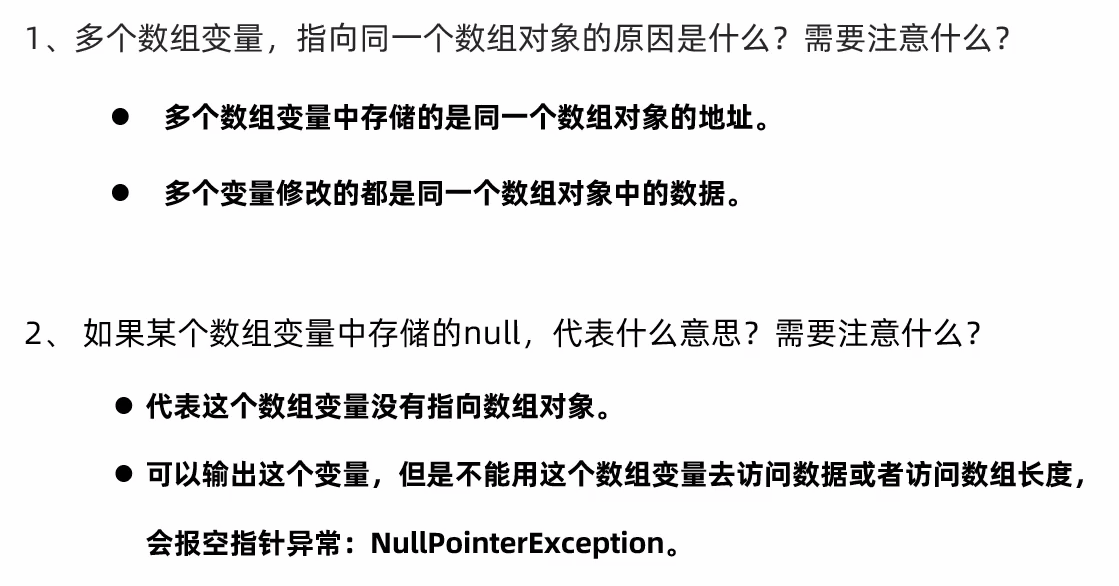 1、多个数组变量，指向同一个数组对象的原因是什么？需要注意什么？
● 多个数组变量中存储的是同一个数组对象的地址。
● 多个变量修改的都是同一个数组对象中的数据。
2、 如果某个数组变量中存储的null，代表什么意思？需要注意什么？
● 代表这个数组变量没有指向数组对象。
● 可以输出这个变量，但是不能用这个数组变量去访问数据或者访问数组长度，
会报空指针异常：NullPointerException。